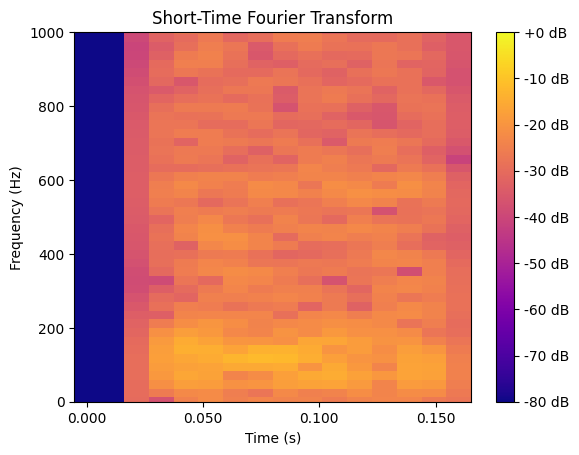 Short-Time Fourier Transform
1000
800
600
400
200
0
Frequency (Hz)
0.000
0.050
0.100
0.150
Time (s)
+0 dB
-10 dB
-20 dB
-30 dB
-40 dB
-50 dB
-60 dB
-70 dB
-80 dB